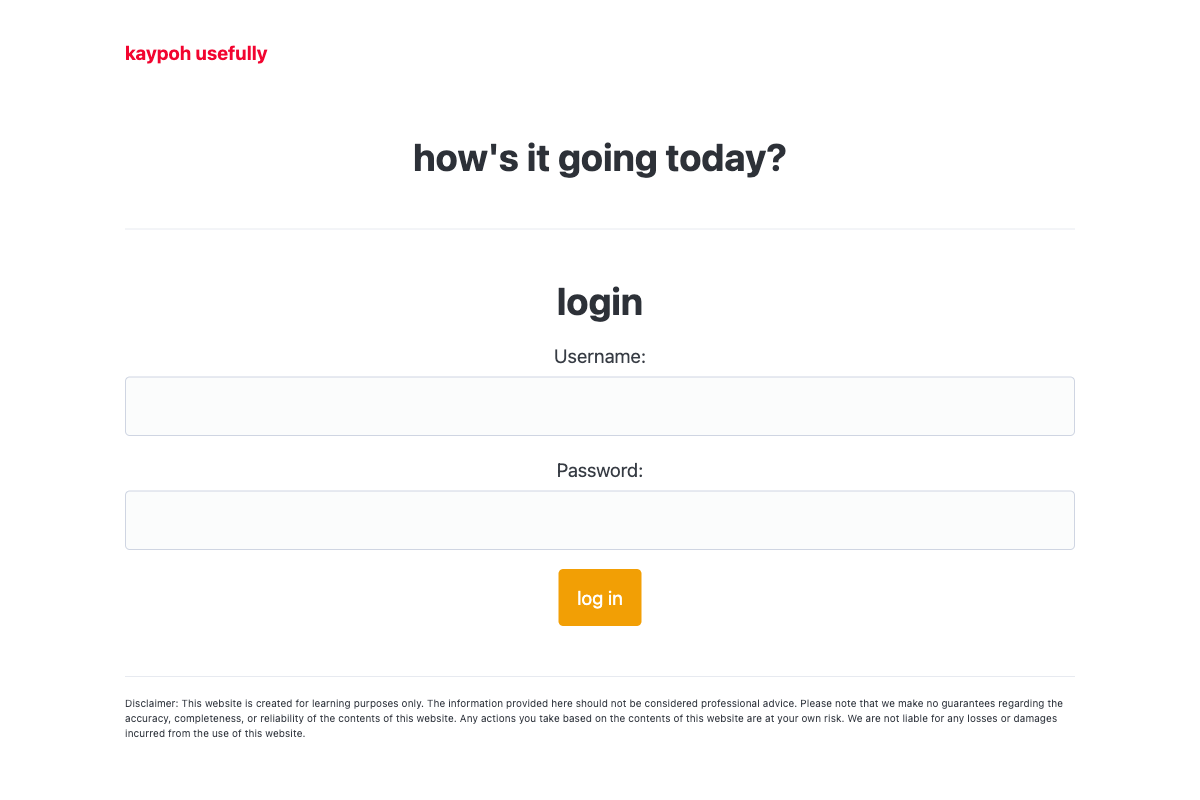 kaypoh usefully
how's it going today?
login
Username:
Password:
log in
Disclaimer: This website is created for learning purposes only. The information provided here should not be considered professional advice. Please note that we make no guarantees regarding the
accuracy, completeness, or reliability of the contents of this website. Any actions you take based on the contents of this website are at your own risk. We are not liable for any losses or damages
incurred from the use of this website.